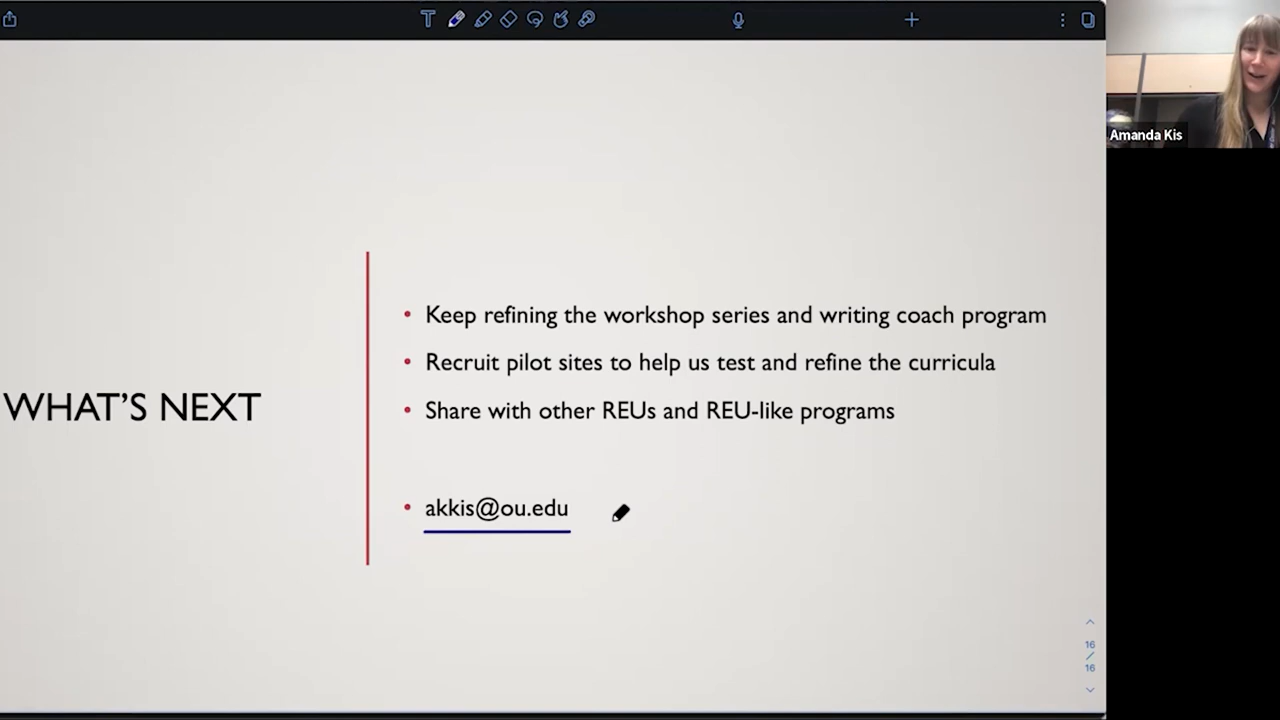 Amanda Kis
WHAT'S NEXT
• Keep refining the workshop series and writing coach program
• Recruit pilot sites to help us test and refine the curricula
• Share with other REUs and REU-like programs
• akkis@ou.edu
16
/
16